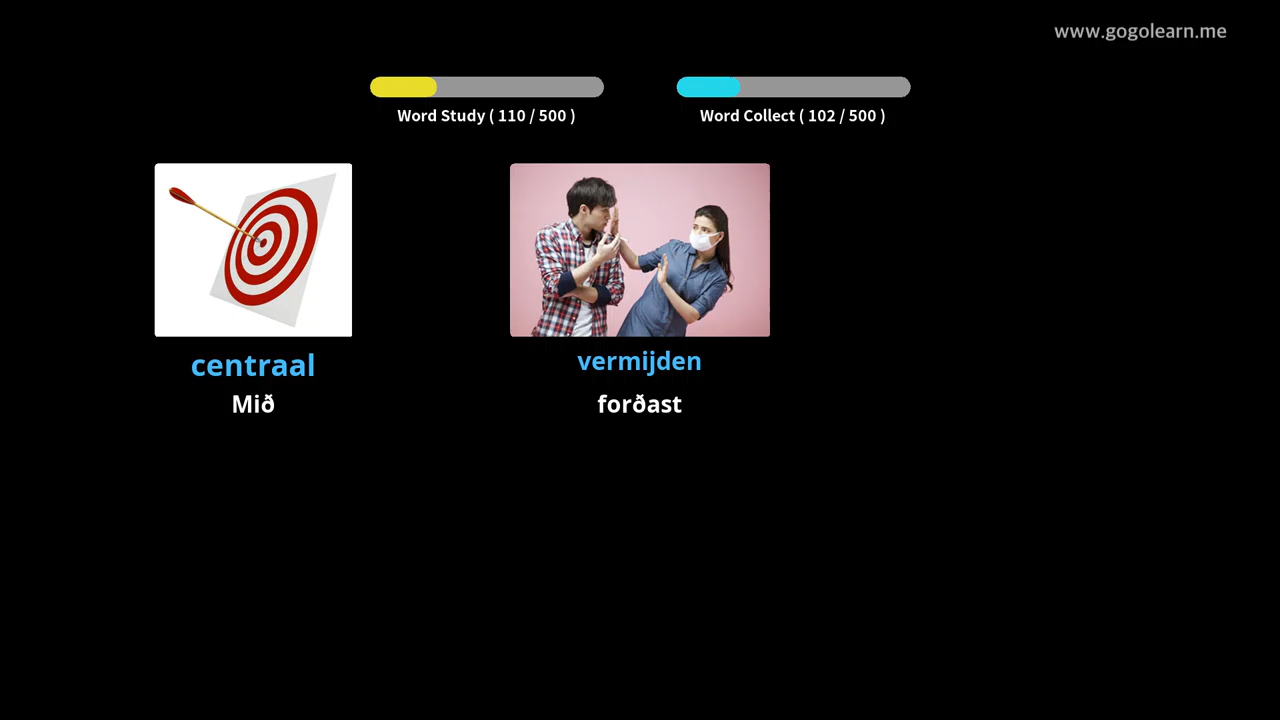 www.gogolearn.me
Word Study ( 110 / 500 )
Word Collect ( 102 / 500 )
centraal
Mið
vermijden
forðast